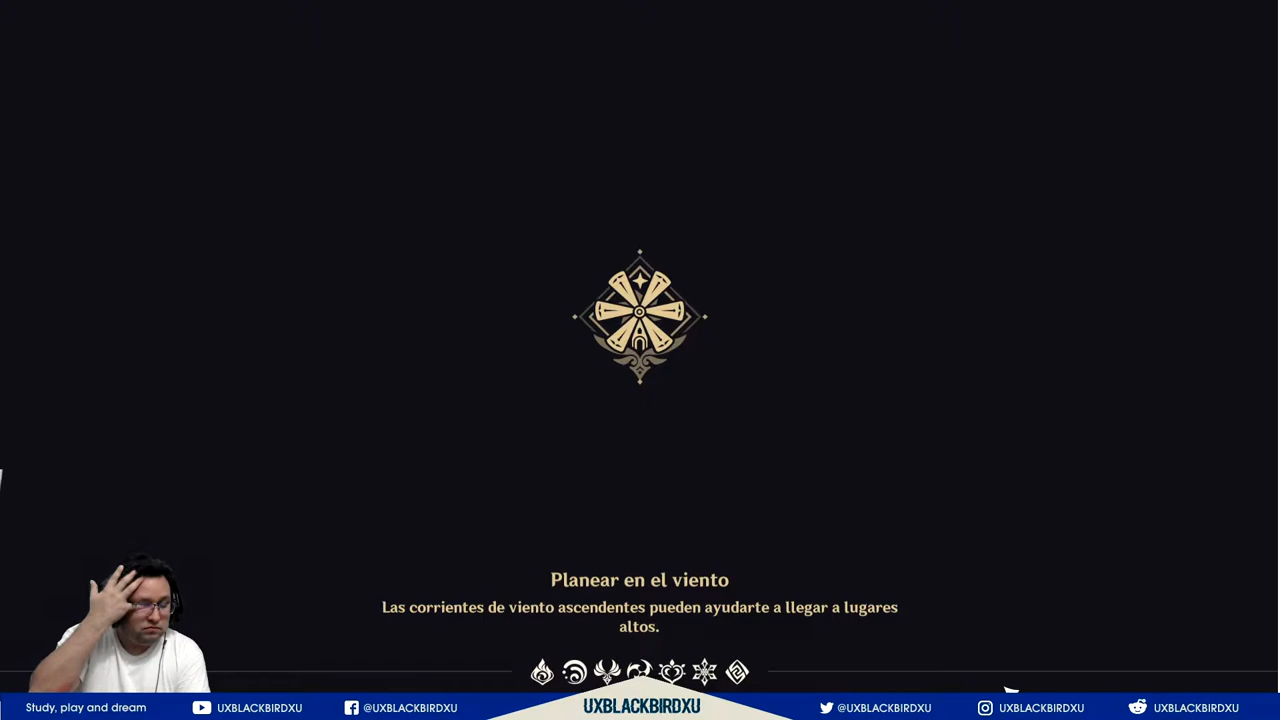 Planear en el viento
Las corrientes de viento ascendentes pueden ayudarte a llegar a lugares
altos.
Study, play and dream
UXBLACKBIRDXU
@UXBLACKBIRDXU
UXBLACKBIRDXU
@UXBLACKBIRDXU
UXBLACKBIRDXU
UXBLACKBIRDXU